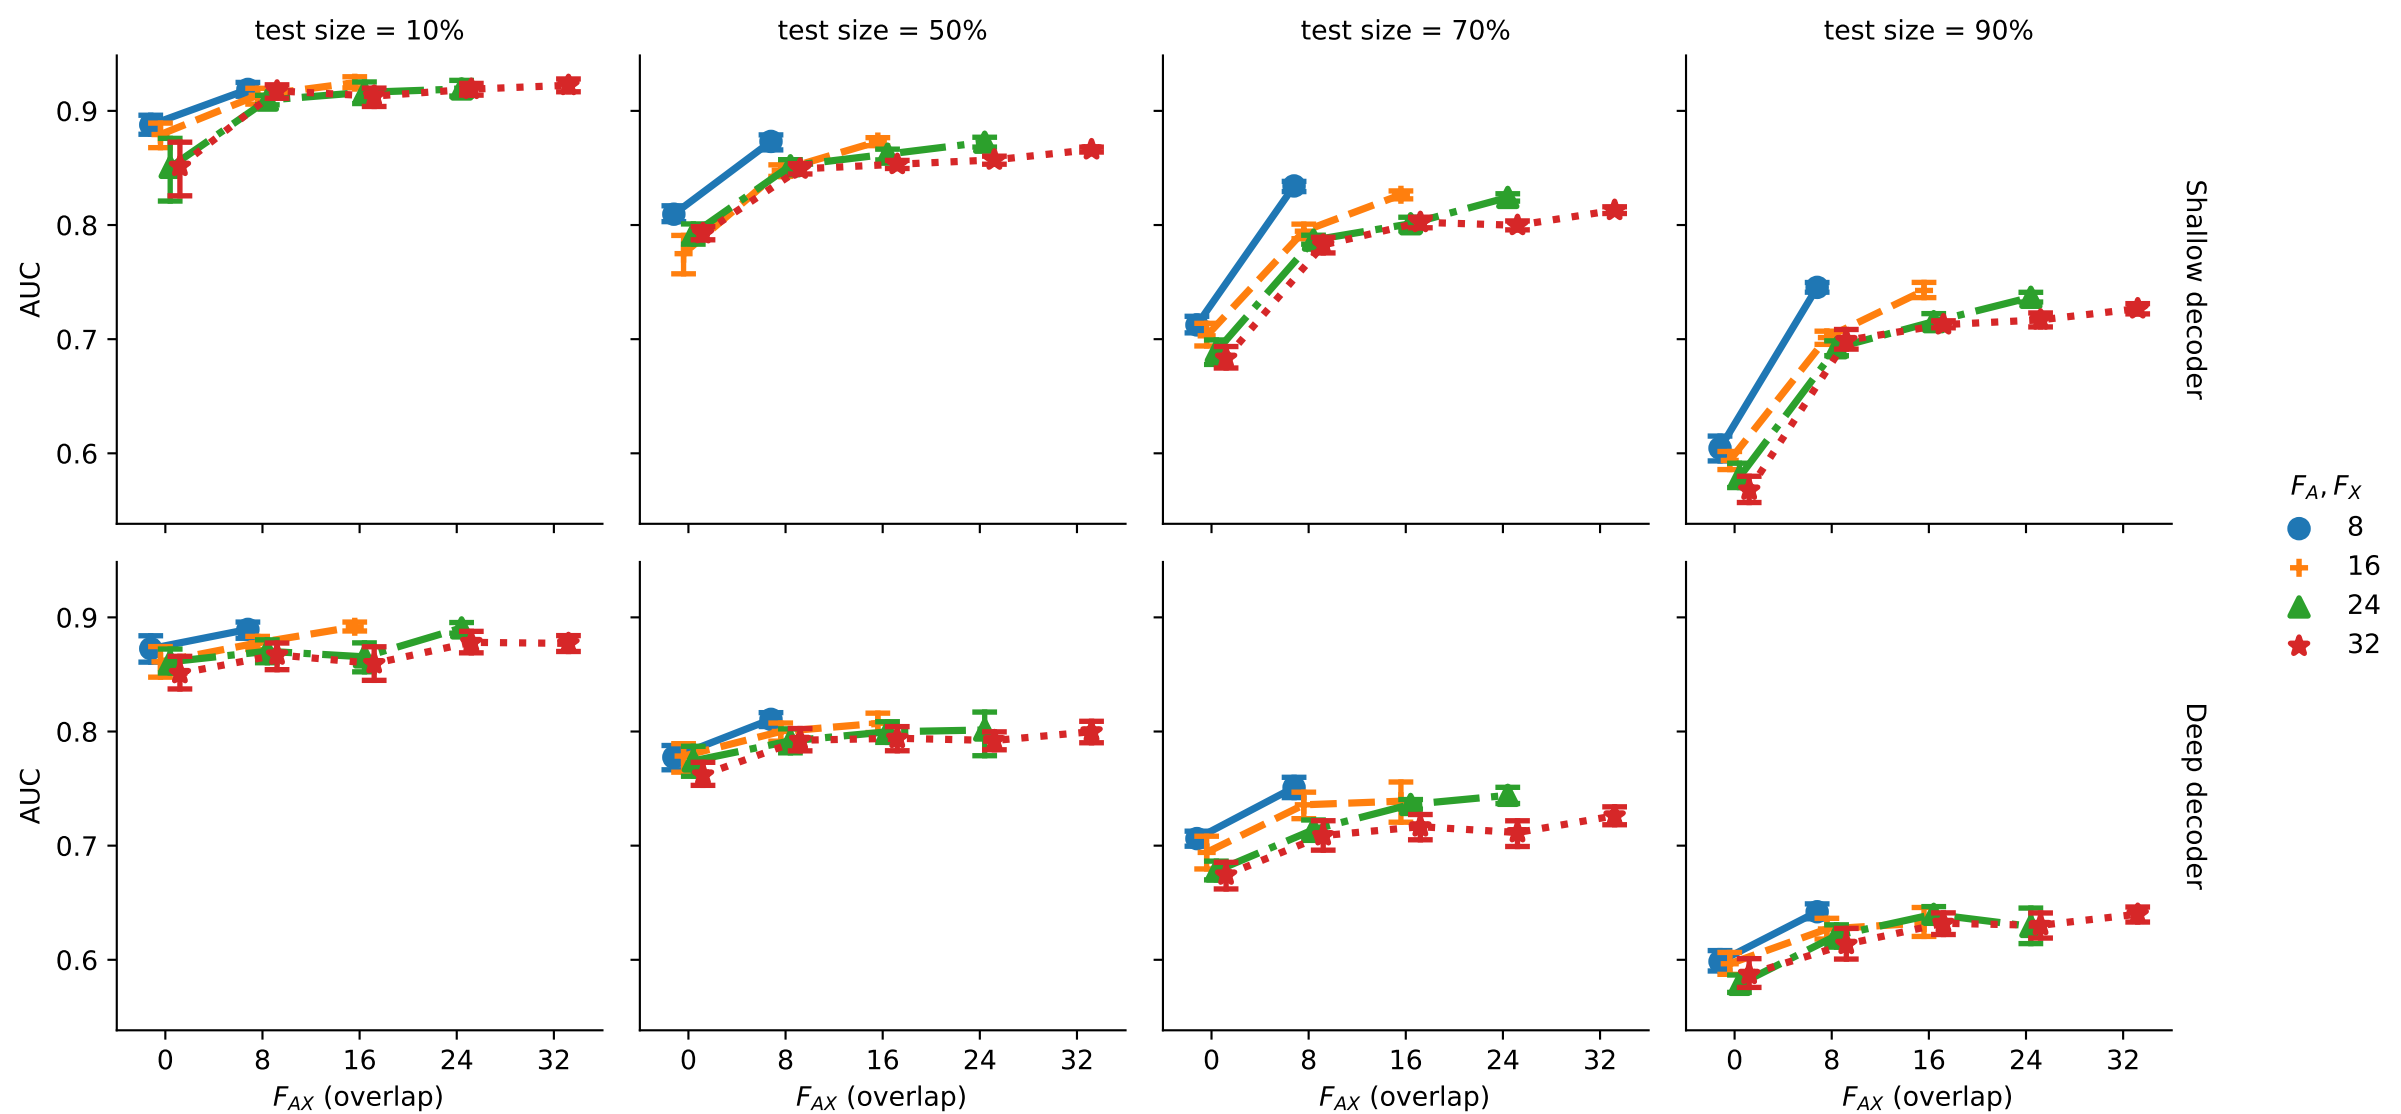 test size = 10%
test size = 50%
test size = 70%
test size = 90%
AUC
0.9
0.8
0.7
0.6
Shallow decoder
AUC
0.9
0.8
0.7
0.6
Deep decoder
0 8 16 24 32
0 8 16 24 32
0 8 16 24 32
0 8 16 24 32
F_AX (overlap)
F_AX (overlap)
F_AX (overlap)
F_AX (overlap)
F_A, F_X
8
16
24
32